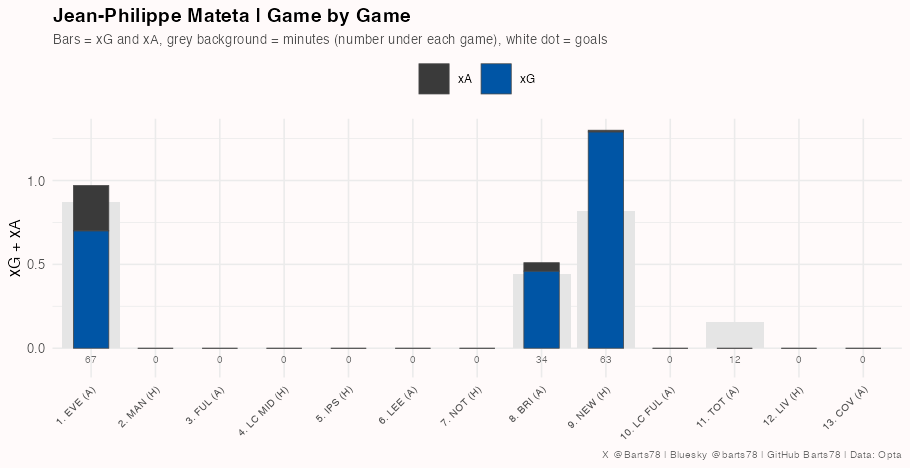 Jean-Philippe Mateta | Game by Game
Bars = xG and xA, grey background = minutes (number under each game), white dot = goals
xA
xG
xG + xA
1.0
0.5
0.0
67
0
0
0
0
0
0
34
63
0
12
0
0
1. EVE (A)
2. MAN (H)
3. FUL (A)
4. LC MID (H)
5. IPS (H)
6. LEE (A)
7. NOT (H)
8. BRI (A)
9. NEW (H)
10. LC FUL (A)
11. TOT (A)
12. LIV (H)
13. COV (A)
X @Barts78 | Bluesky @barts78 | GitHub Barts78 | Data: Opta